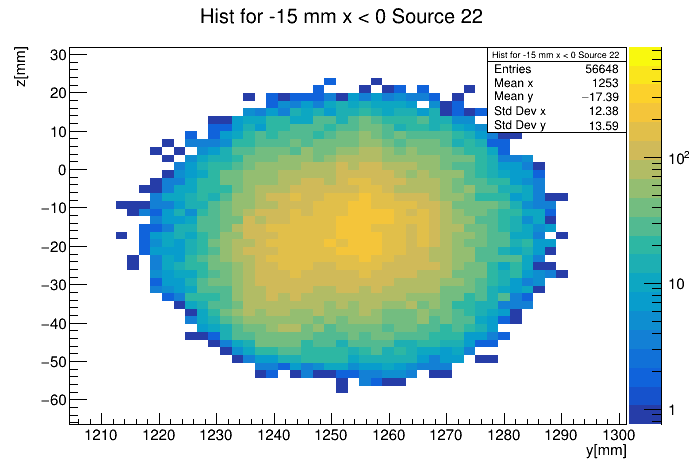 Hist for -15 mm x < 0 Source 22
z[mm]
30
20
10
0
−10
−20
−30
−40
−50
−60
Hist for -15 mm x < 0 Source 22
Entries 56648
Mean x 1253
Mean y −17.39
Std Dev x 12.38
Std Dev y 13.59
10²
10
1
1210 1220 1230 1240 1250 1260 1270 1280 1290 1300
y[mm]